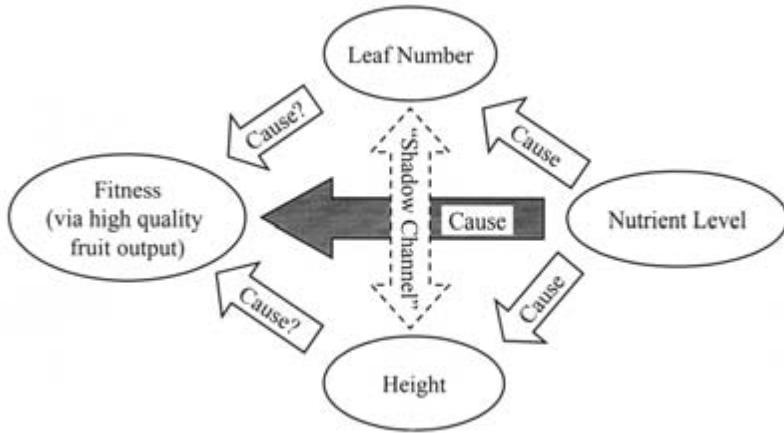 Leaf Number
Cause?
Cause
"Shadow Channel"
Fitness
(via high quality
fruit output)
Cause
Nutrient Level
Cause?
Cause
Height